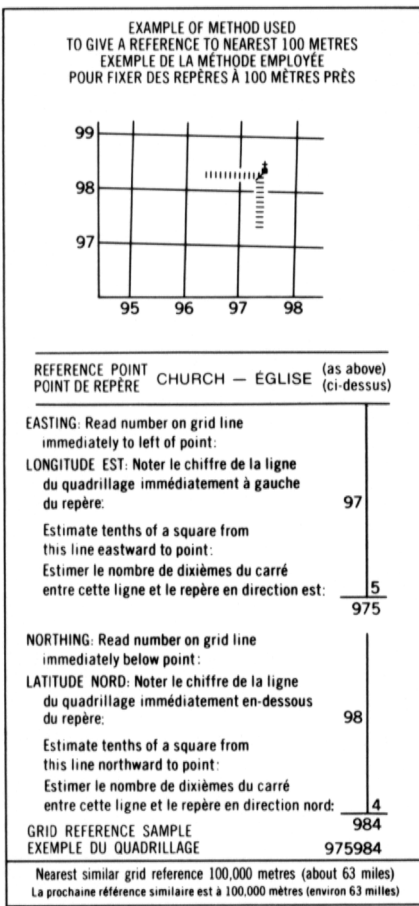 EXAMPLE OF METHOD USED
TO GIVE A REFERENCE TO NEAREST 100 METRES
EXEMPLE DE LA MÉTHODE EMPLOYÉE
POUR FIXER DES REPÈRES À 100 MÈTRES PRÈS
99
98
97
95 96 97 98
REFERENCE POINT
POINT DE REPÈRE
CHURCH — ÉGLISE
(as above)
(ci-dessus)
EASTING: Read number on grid line
immediately to left of point:
LONGITUDE EST: Noter le chiffre de la ligne
du quadrillage immédiatement à gauche
du repère: 97
Estimate tenths of a square from
this line eastward to point:
Estimer le nombre de dixièmes du carré
entre cette ligne et le repère en direction est: 5
975
NORTHING: Read number on grid line
immediately below point:
LATITUDE NORD: Noter le chiffre de la ligne
du quadrillage immédiatement en-dessous
du repère; 98
Estimate tenths of a square from
this line northward to point:
Estimer le nombre de dixièmes du carré
entre cette ligne et le repère en direction nord: 4
984
GRID REFERENCE SAMPLE
EXEMPLE DU QUADRILLAGE 975984
Nearest similar grid reference 100,000 metres (about 63 miles)
La prochaine référence similaire est à 100,000 mètres (environ 63 milles)